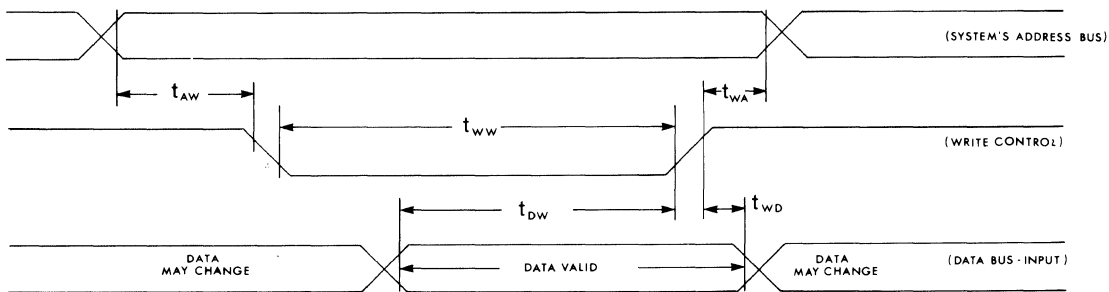 (SYSTEM'S ADDRESS BUS)
tAW
tWA
tWW
(WRITE CONTROL)
tDW
tWD
DATA
MAY CHANGE
DATA VALID
DATA
MAY CHANGE
(DATA BUS - INPUT)